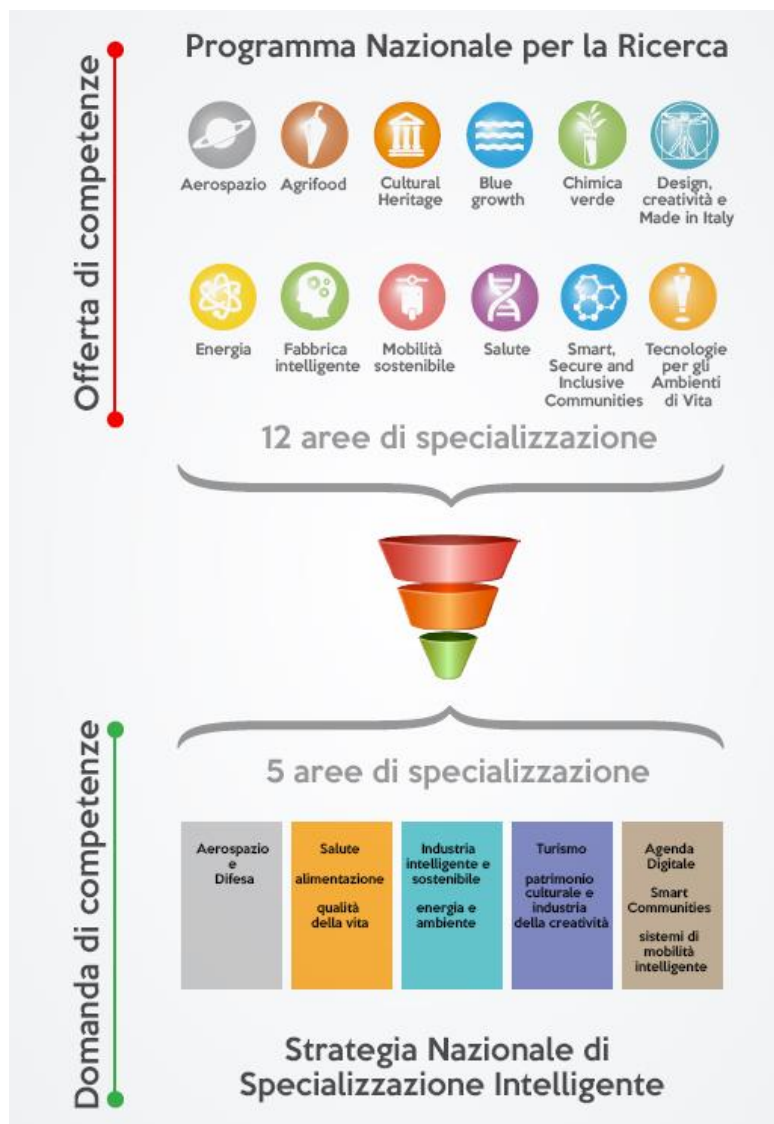 Programma Nazionale per la Ricerca
Offerta di competenze
Aerospazio
Agrifood
Cultural
Heritage
Blue
growth
Chimica
verde
Design,
creatività e
Made in Italy
Energia
Fabbrica
intelligente
Mobilità
sostenibile
Salute
Smart,
Secure and
Inclusive
Communities
Tecnologie
per gli
Ambienti
di Vita
12 aree di specializzazione
Domanda di competenze
5 aree di specializzazione
Aerospazio
e
Difesa
Salute
alimentazione
qualità
della vita
Industria
intelligente e
sostenibile
energia e
ambiente
Turismo
patrimonio
culturale e
industria
della creatività
Agenda
Digitale
Smart
Communities
sistemi di
mobilità
intelligente
Strategia Nazionale di
Specializzazione Intelligente